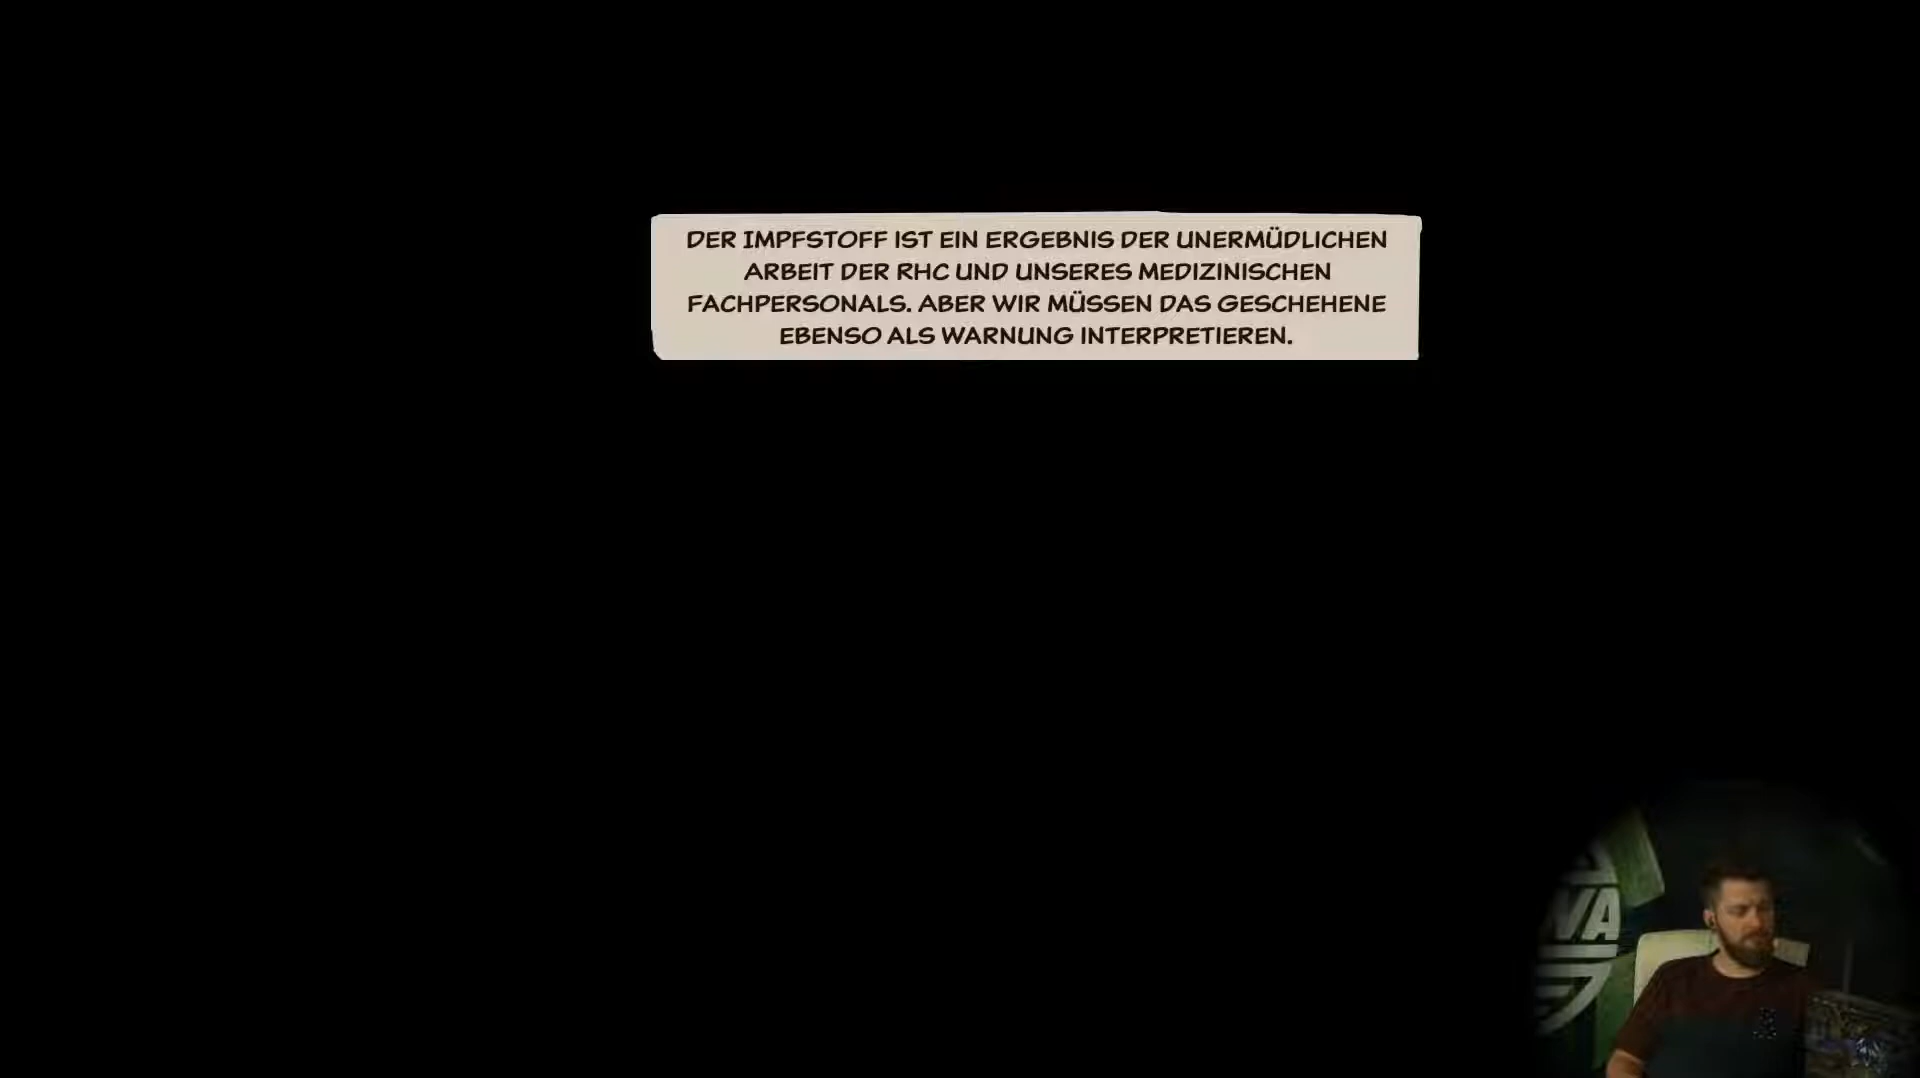 DER IMPFSTOFF IST EIN ERGEBNIS DER UNERMÜDLICHEN
ARBEIT DER RHC UND UNSERES MEDIZINISCHEN
FACHPERSONALS. ABER WIR MÜSSEN DAS GESCHEHENE
EBENSO ALS WARNUNG INTERPRETIEREN.